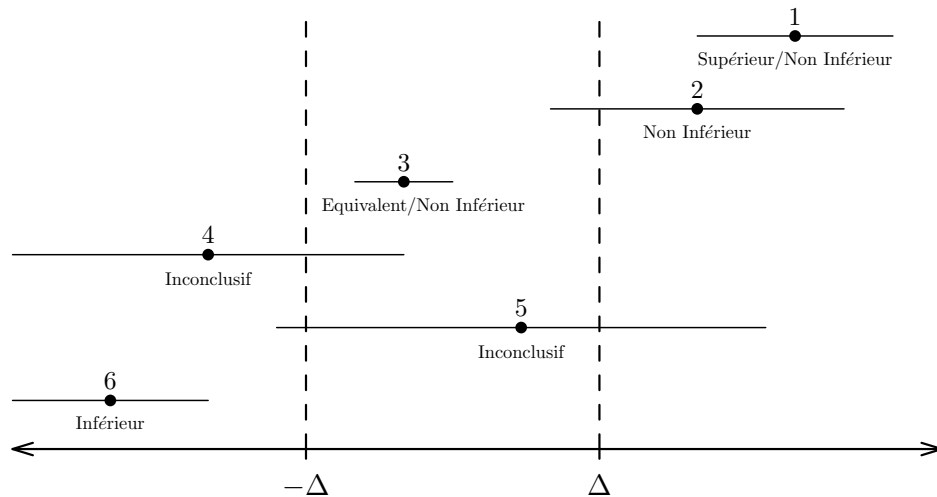 1
Supérieur/Non Inférieur
2
Non Inférieur
3
Equivalent/Non Inférieur
4
Inconclusif
5
Inconclusif
6
Inférieur
−Δ
Δ